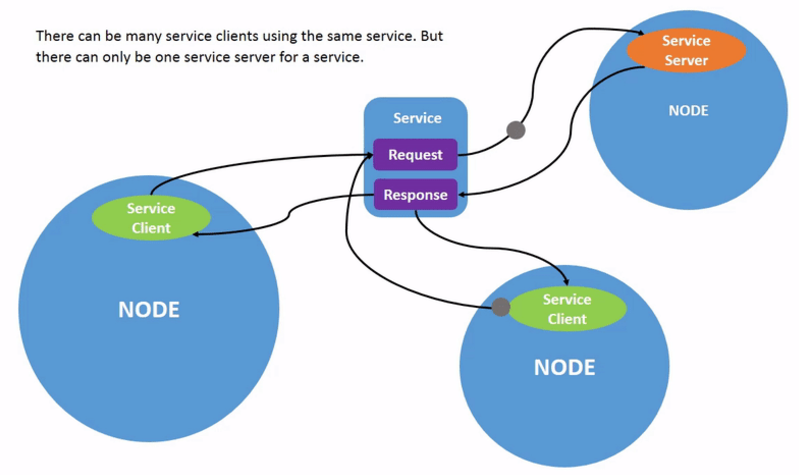 There can be many service clients using the same service. But
there can only be one service server for a service.
Service
Server
NODE
Service
Request
Response
Service
Client
NODE
Service
Client
NODE